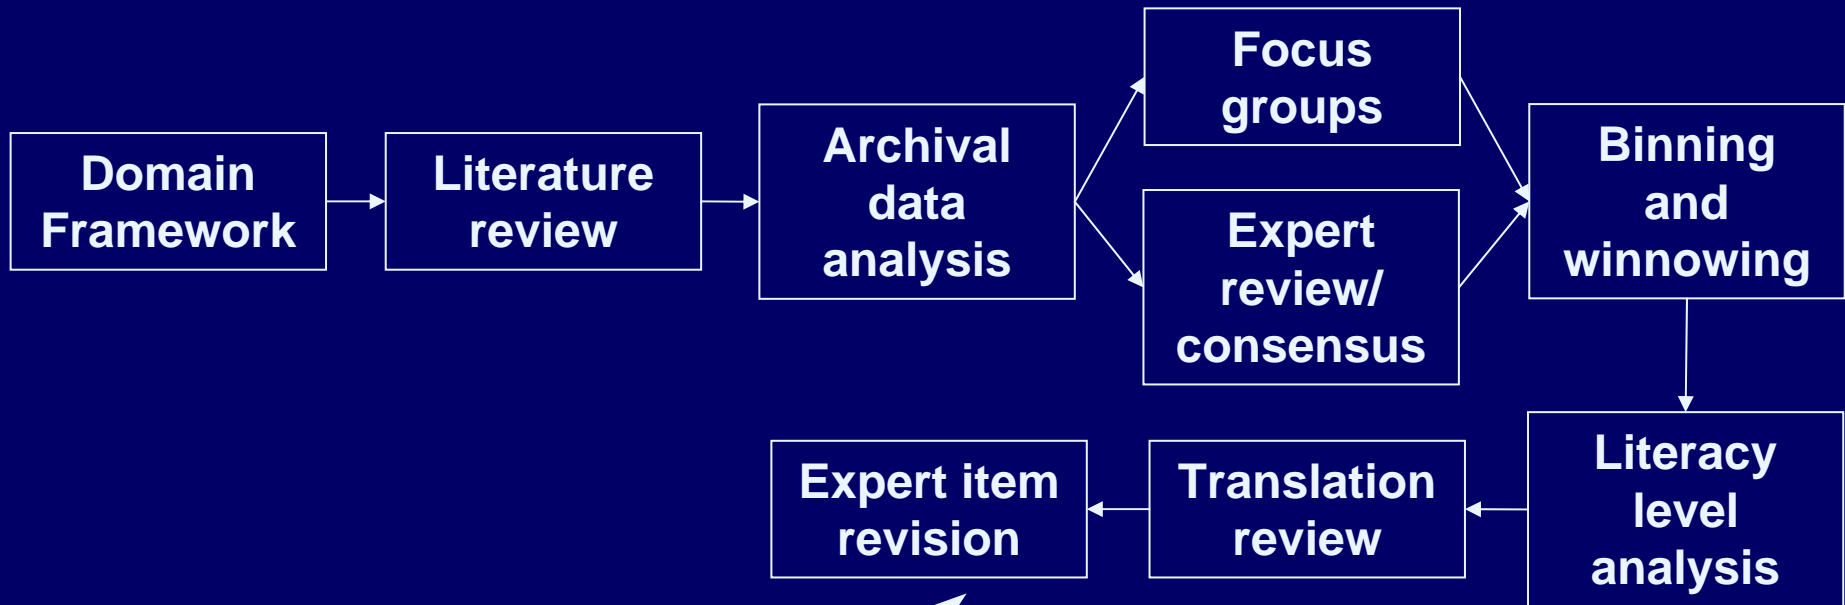 Domain
Framework
Literature
review
Archival
data
analysis
Focus
groups
Expert
review/
consensus
Binning
and
winnowing
Literacy
level
analysis
Translation
review
Expert item
revision